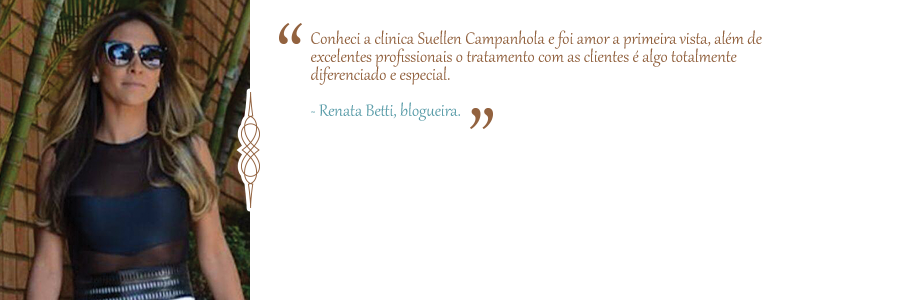 “ Conheci a clinica Suellen Campanhola e foi amor a primeira vista, além de
excelentes profissionais o tratamento com as clientes é algo totalmente
diferenciado e especial.
- Renata Betti, blogueira. ”